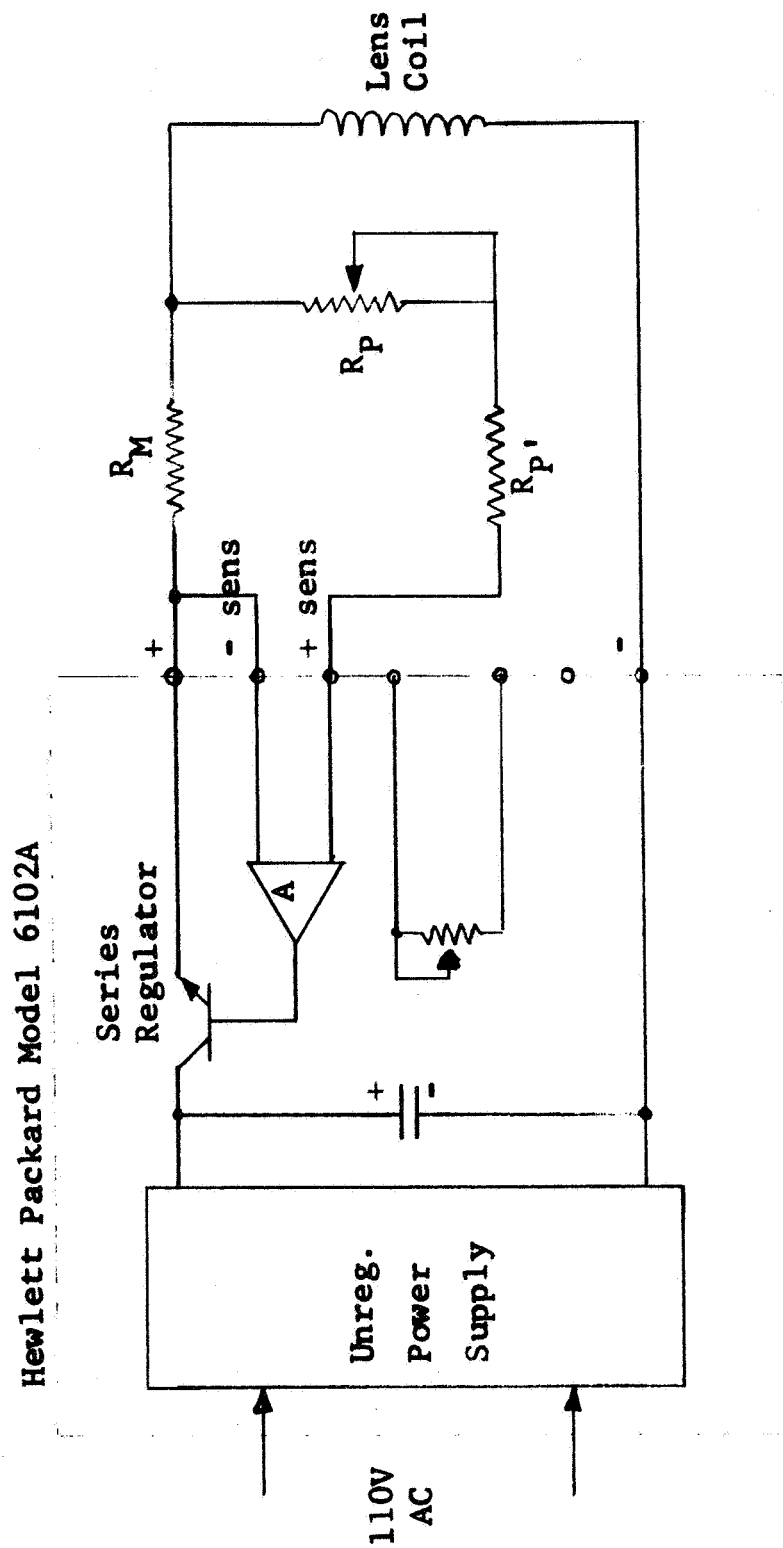 Hewlett Packard Model 6102A
110V
AC
Unreg.
Power
Supply
+
-
Series
Regulator
A
+
- sens
+ sens
-
R_M
R_P'
R_P
Lens
Coil